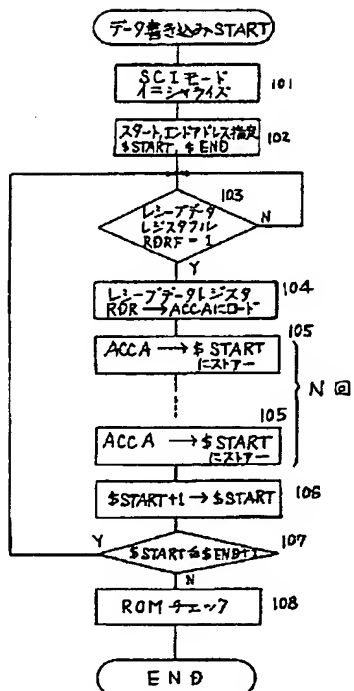 データ書き込みSTART
SCIモード
イニシャライズ
101
スタート,エンドアドレス指定
$START, $END
102
103
レシーブデータ
レジスタフル
RDRF=1
N
Y
レシーブデータレジスタ
RDR→ACCAにロード
104
105
ACCA→$START
にストアー
N回
105
ACCA→$START
にストアー
$START+1→$START
106
Y
107
$START≦$END+1
N
ROMチェック
108
END